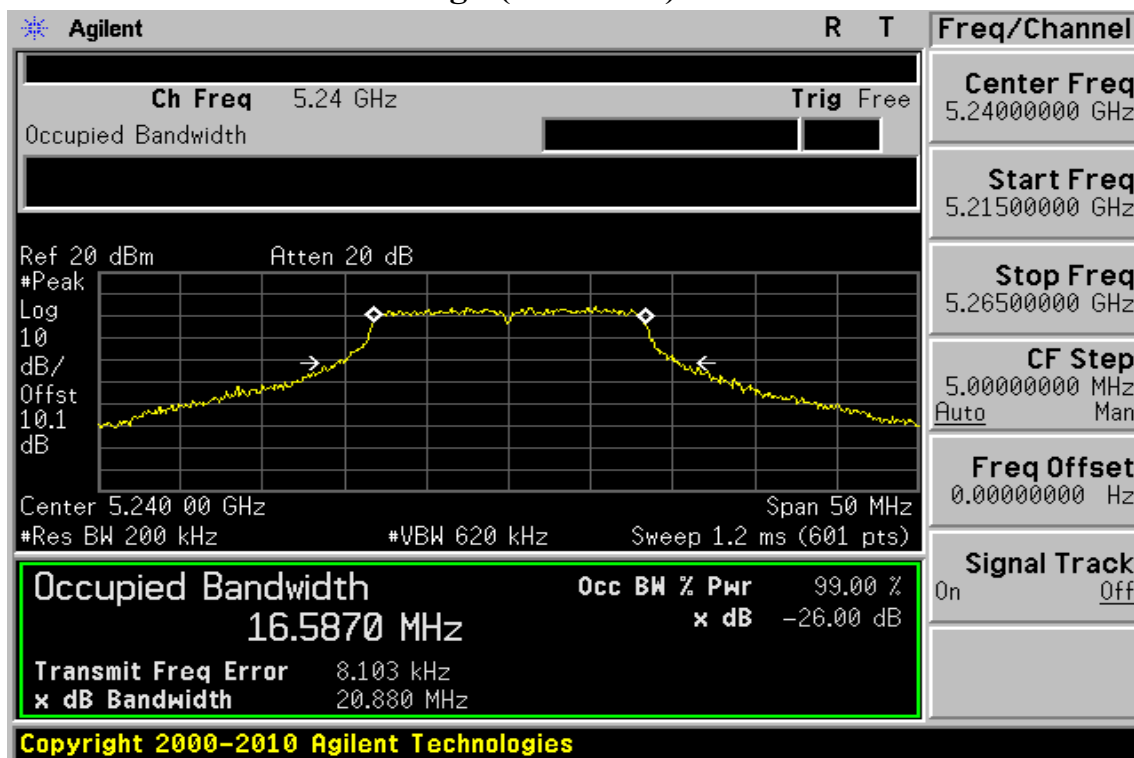 Agilent R T
Ch Freq 5.24 GHz Trig Free
Occupied Bandwidth
Ref 20 dBm Atten 20 dB
#Peak
Log
10
dB/
Offst
10.1
dB
Center 5.240 00 GHz Span 50 MHz
#Res BW 200 kHz #VBW 620 kHz Sweep 1.2 ms (601 pts)
Occupied Bandwidth
16.5870 MHz
Occ BW % Pwr 99.00 %
x dB -26.00 dB
Transmit Freq Error 8.103 kHz
x dB Bandwidth 20.880 MHz
Copyright 2000-2010 Agilent Technologies
Freq/Channel
Center Freq
5.24000000 GHz
Start Freq
5.21500000 GHz
Stop Freq
5.26500000 GHz
CF Step
5.00000000 MHz
Auto Man
Freq Offset
0.00000000 Hz
Signal Track
On Off